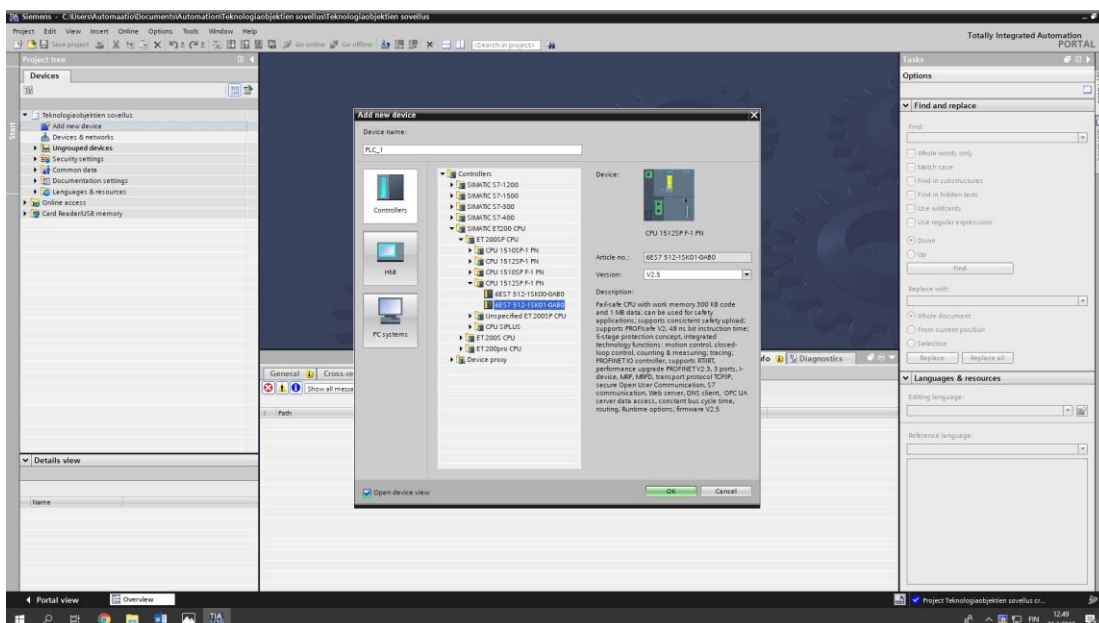 Siemens - C:\Users\Automaatio\Documents\Automation\Teknologiaobjektien sovellus\Teknologiaobjektien sovellus
Project Edit View Insert Online Options Tools Window Help
Save project
Go online
Go offline
<Search in project>
Totally Integrated Automation
PORTAL
Project tree
Devices
Start
Teknologiaobjektien sovellus
Add new device
Devices & networks
Ungrouped devices
Security settings
Common data
Documentation settings
Languages & resources
Online access
Card Reader/USB memory
Details view
Name
Add new device
Device name:
PLC_1
Controllers
HMI
PC systems
Controllers
SIMATIC S7-1200
SIMATIC S7-1500
SIMATIC S7-300
SIMATIC S7-400
SIMATIC ET200 CPU
ET 200SP CPU
CPU 1510SP-1 PN
CPU 1512SP-1 PN
CPU 1510SP F-1 PN
CPU 1512SP F-1 PN
6ES7 512-1SK00-0AB0
6ES7 512-1SK01-0AB0
Unspecified ET 200SP CPU
CPU SIPLUS
ET 200S CPU
ET 200pro CPU
Device proxy
Device:
CPU 1512SP F-1 PN
Article no.: 6ES7 512-1SK01-0AB0
Version: V2.5
Description:
Fail-safe CPU with work memory 300 KB code
and 1 MB data; can be used for safety
applications; supports consistent safety upload;
supports PROFIsafe V2, 48 ns bit instruction time;
5-stage protection concept, integrated
technology functions: motion control, closed-
loop control, counting & measuring; tracing;
PROFINET IO controller, supports RT/IRT,
performance upgrade PROFINET V2.3, 3 ports, I-
device, MRP, MRPD, transport protocol TCP/IP,
secure Open User Communication, S7
communication, Web server, DNS client, OPC UA
server data access, constant bus cycle time,
routing; Runtime options, firmware V2.5
Open device view
OK
Cancel
General
Cross-re
Show all messa
Path
nfo
Diagnostics
Tasks
Options
Find and replace
Find:
Whole words only
Match case
Find in substructures
Find in hidden texts
Use wildcards
Use regular expressions
Down
Up
Find
Replace with:
Whole document
From current position
Selection
Replace
Replace all
Languages & resources
Editing language:
Reference language:
Portal view
Overview
Project Teknologiaobjektien sovellus cr...
FIN
12.49